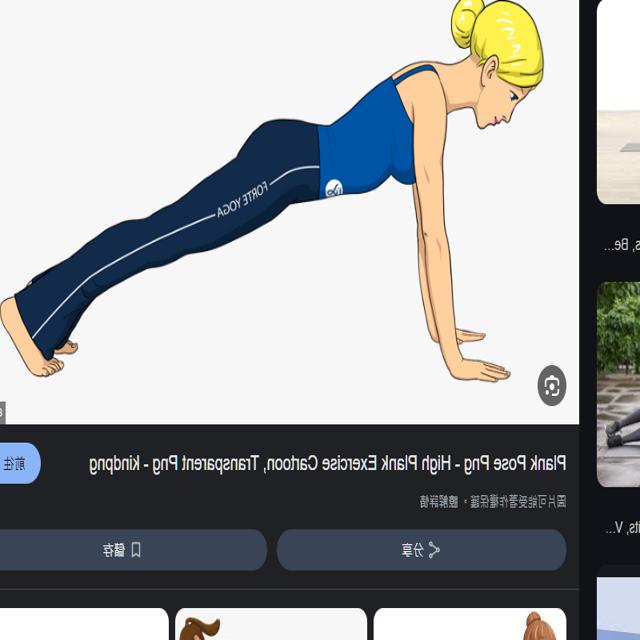 FORTE YOGA
Plank Pose Png - High Plank Exercise Cartoon, Transparent Png - kindpng
前往
圖片可能受著作權保護。瞭解詳情
分享
儲存
, Be...
its, V...